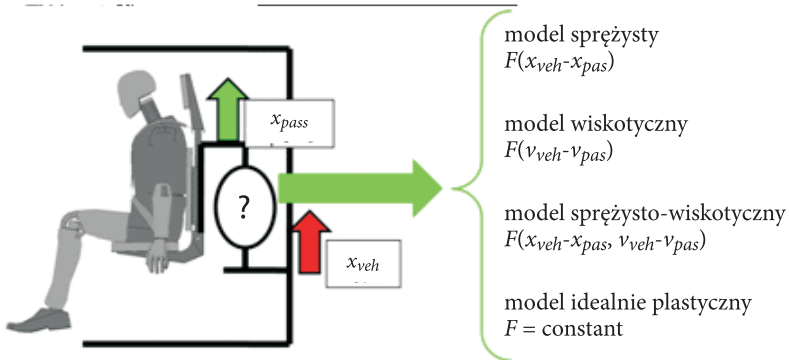 x_pass
?
x_veh
model sprężysty
F(x_veh-x_pas)
model wiskotyczny
F(v_veh-v_pas)
model sprężysto-wiskotyczny
F(x_veh-x_pas, v_veh-v_pas)
model idealnie plastyczny
F = constant